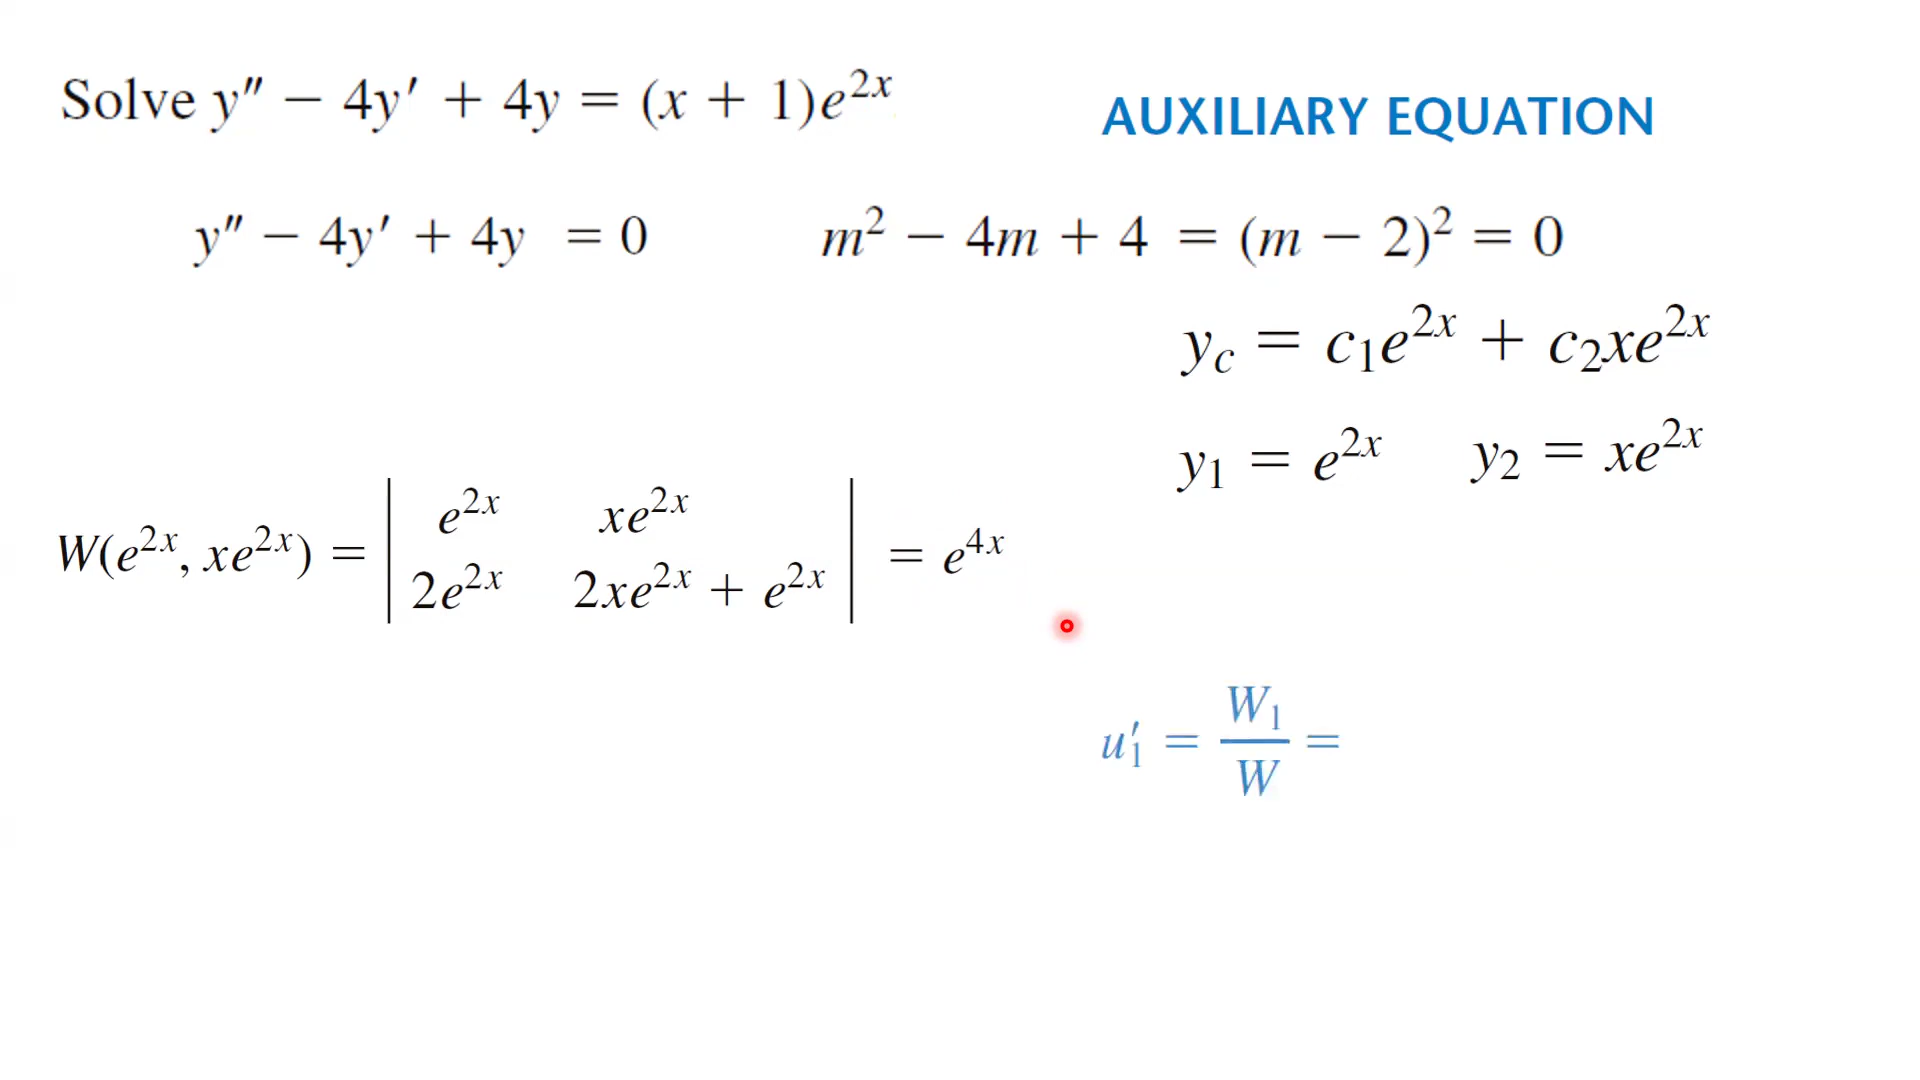 Solve y″ − 4y′ + 4y = (x + 1)e^{2x}
AUXILIARY EQUATION
y″ − 4y′ + 4y = 0
m² − 4m + 4 = (m − 2)² = 0
y_c = c₁e^{2x} + c₂xe^{2x}
y₁ = e^{2x} y₂ = xe^{2x}
W(e^{2x}, xe^{2x}) = | e^{2x} xe^{2x} |
| 2e^{2x} 2xe^{2x} + e^{2x} | = e^{4x}
u′₁ = W₁/W =